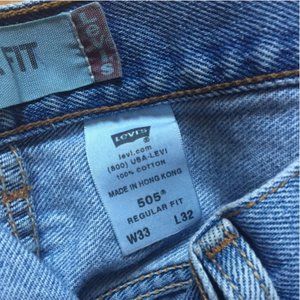 FIT
Levi's
LEVI'S
levi.com
(800) USA-LEVI
100% COTTON
MADE IN HONG KONG
505®
REGULAR FIT
W33 L32